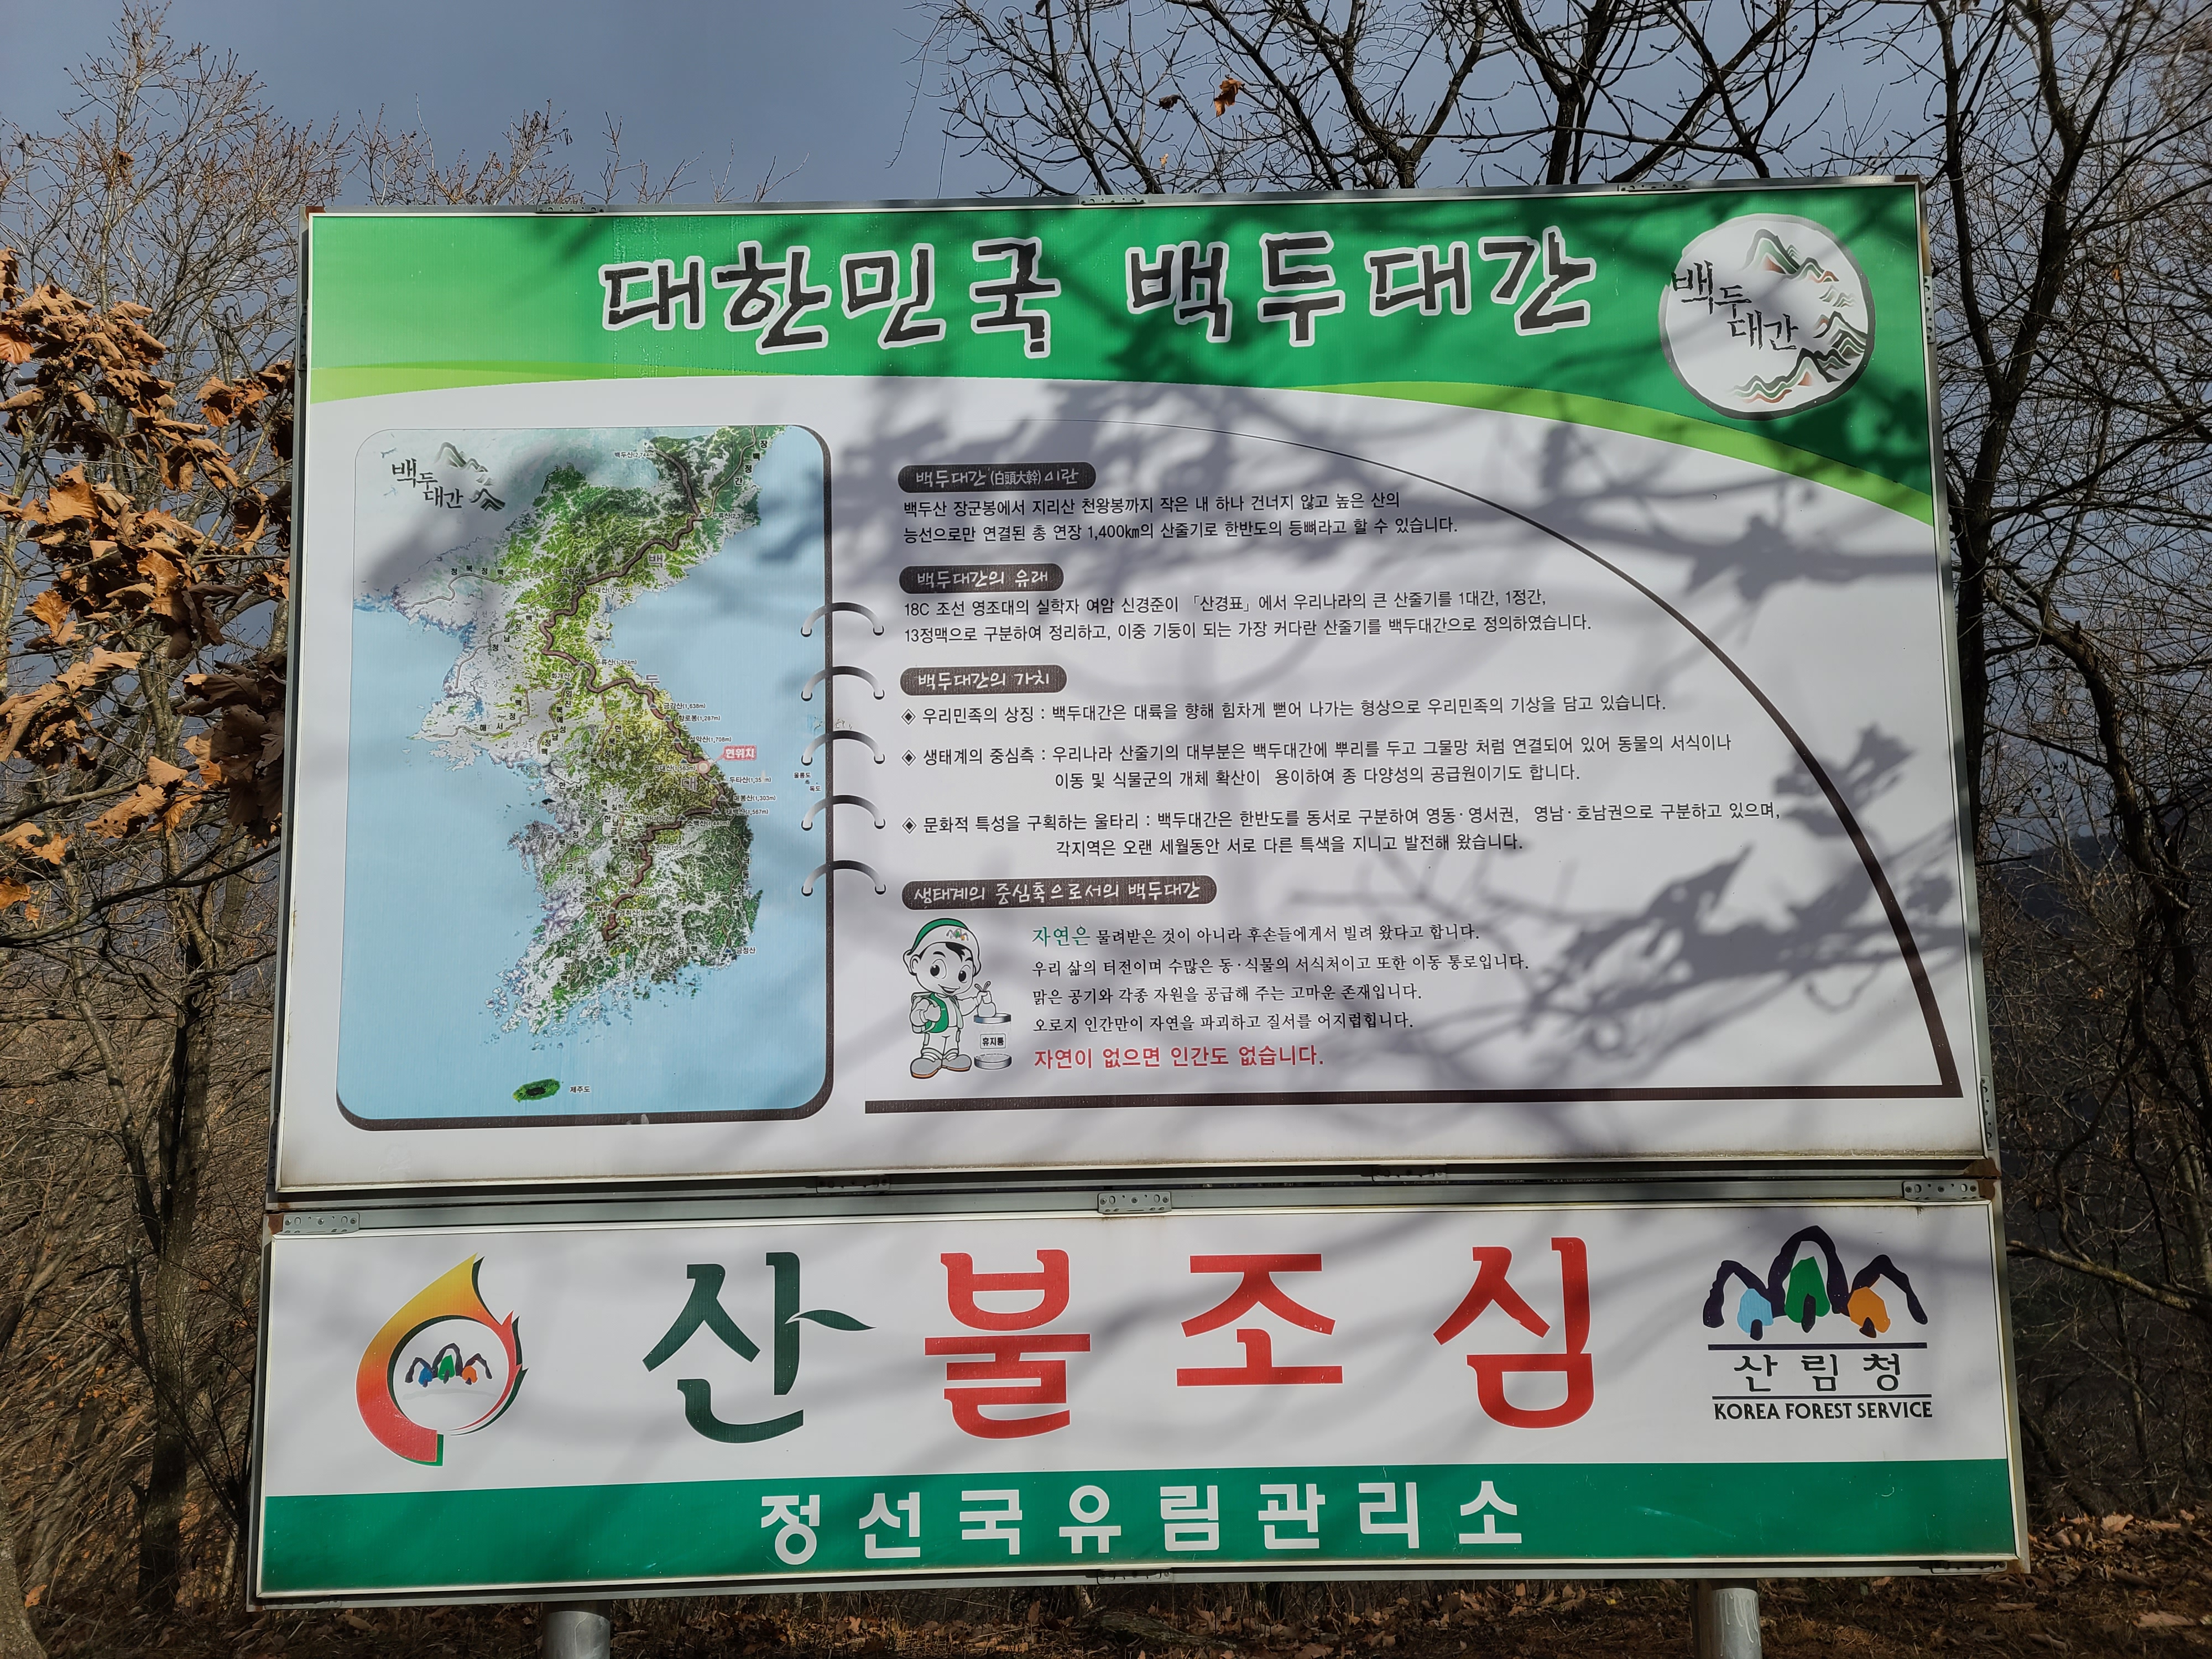 대한민국 백두대간
백두
대간
백두
대간
백두대간(白頭大幹)이란
백두산 장군봉에서 지리산 천왕봉까지 작은 내 하나 건너지 않고 높은 산의
능선으로만 연결된 총 연장 1,400㎞의 산줄기로 한반도의 등뼈라고 할 수 있습니다.
백두대간의 유래
18C 조선 영조대의 실학자 여암 신경준이 「산경표」에서 우리나라의 큰 산줄기를 1대간, 1정간,
13정맥으로 구분하여 정리하고, 이중 기둥이 되는 가장 커다란 산줄기를 백두대간으로 정의하였습니다.
백두대간의 가치
◈ 우리민족의 상징 : 백두대간은 대륙을 향해 힘차게 뻗어 나가는 형상으로 우리민족의 기상을 담고 있습니다.
◈ 생태계의 중심측 : 우리나라 산줄기의 대부분은 백두대간에 뿌리를 두고 그물망 처럼 연결되어 있어 동물의 서식이나
이동 및 식물군의 개체 확산이 용이하여 종 다양성의 공급원이기도 합니다.
◈ 문화적 특성을 구획하는 울타리 : 백두대간은 한반도를 동서로 구분하여 영동·영서권, 영남·호남권으로 구분하고 있으며,
각지역은 오랜 세월동안 서로 다른 특색을 지니고 발전해 왔습니다.
생태계의 중심축으로서의 백두대간
자연은 물려받은 것이 아니라 후손들에게서 빌려 왔다고 합니다.
우리 삶의 터전이며 수많은 동·식물의 서식처이고 또한 이동 통로입니다.
맑은 공기와 각종 자원을 공급해 주는 고마운 존재입니다.
오로지 인간만이 자연을 파괴하고 질서를 어지럽힙니다.
자연이 없으면 인간도 없습니다.
휴지통
백
두
대
현위치
향로봉(1,287m)
설악산(1,708m)
울릉도
독도
제주도
산불조심
산림청
KOREA FOREST SERVICE
정선국유림관리소